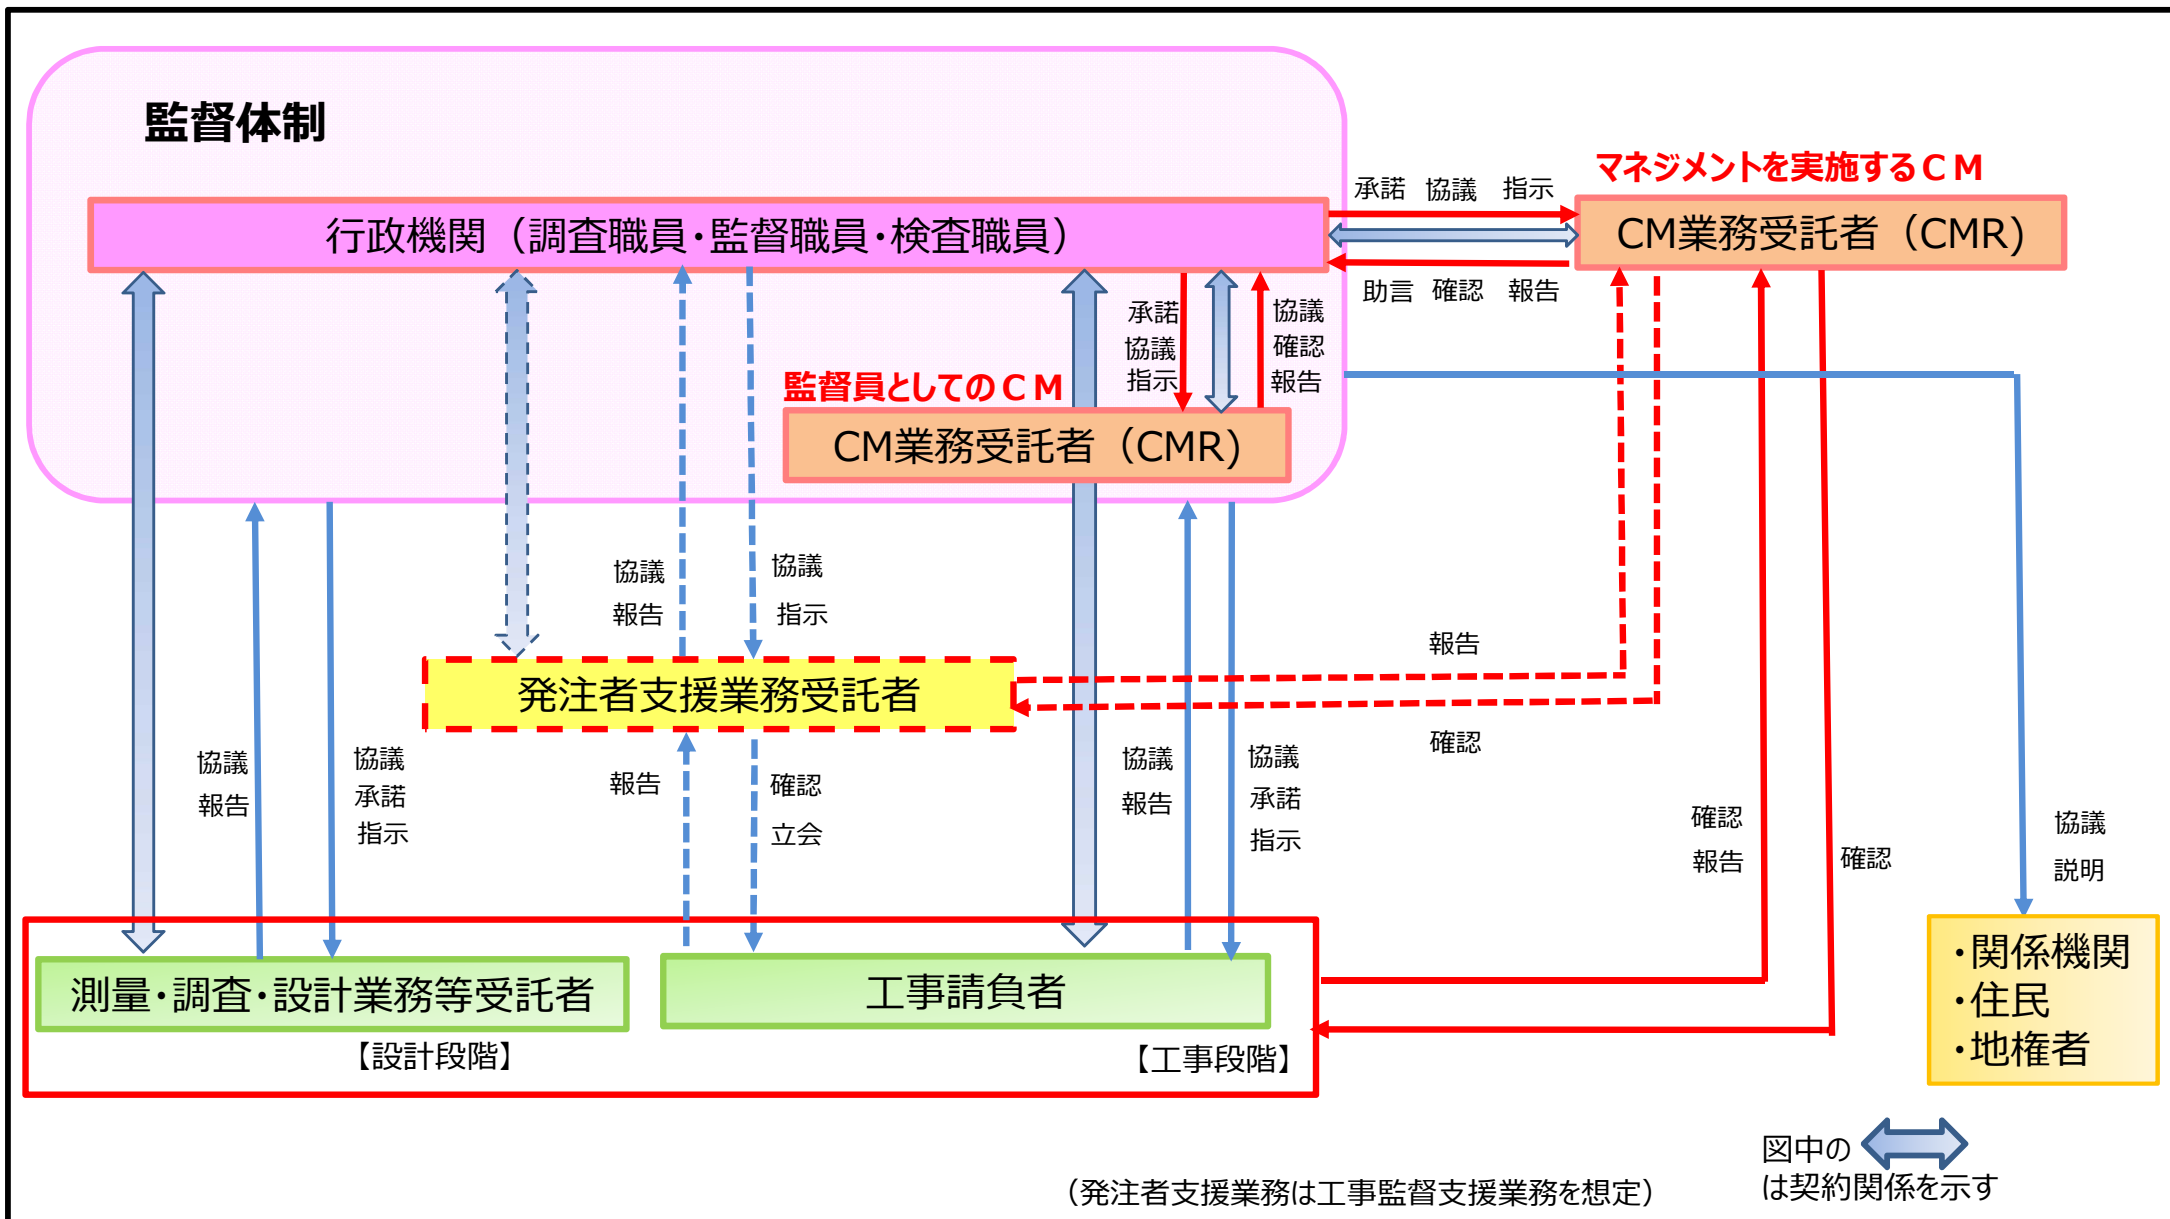 監督体制
マネジメントを実施するCM
承諾 協議 指示
行政機関（調査職員・監督職員・検査職員）
CM業務受託者（CMR)
助言 確認 報告
承諾
協議
指示
協議
確認
報告
監督員としてのCM
CM業務受託者（CMR)
協議
報告
協議
指示
報告
発注者支援業務受託者
確認
協議
報告
協議
承諾
指示
報告
確認
立会
協議
報告
協議
承諾
指示
確認
報告
確認
協議
説明
測量・調査・設計業務等受託者
工事請負者
【設計段階】
【工事段階】
・関係機関
・住民
・地権者
図中の
は契約関係を示す
（発注者支援業務は工事監督支援業務を想定）